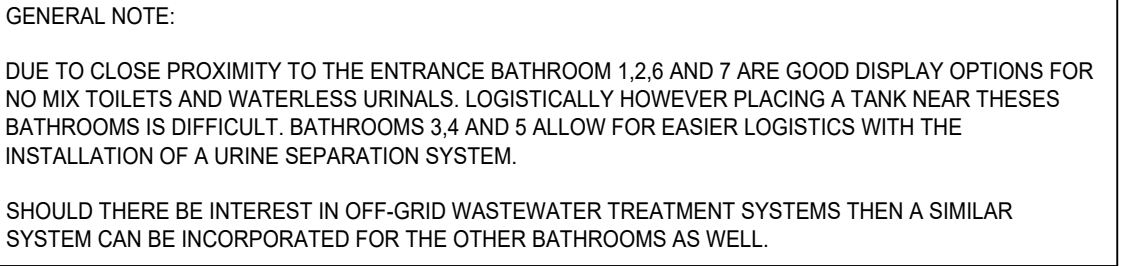 GENERAL NOTE:
DUE TO CLOSE PROXIMITY TO THE ENTRANCE BATHROOM 1,2,6 AND 7 ARE GOOD DISPLAY OPTIONS FOR
NO MIX TOILETS AND WATERLESS URINALS. LOGISTICALLY HOWEVER PLACING A TANK NEAR THESES
BATHROOMS IS DIFFICULT. BATHROOMS 3,4 AND 5 ALLOW FOR EASIER LOGISTICS WITH THE
INSTALLATION OF A URINE SEPARATION SYSTEM.
SHOULD THERE BE INTEREST IN OFF-GRID WASTEWATER TREATMENT SYSTEMS THEN A SIMILAR
SYSTEM CAN BE INCORPORATED FOR THE OTHER BATHROOMS AS WELL.